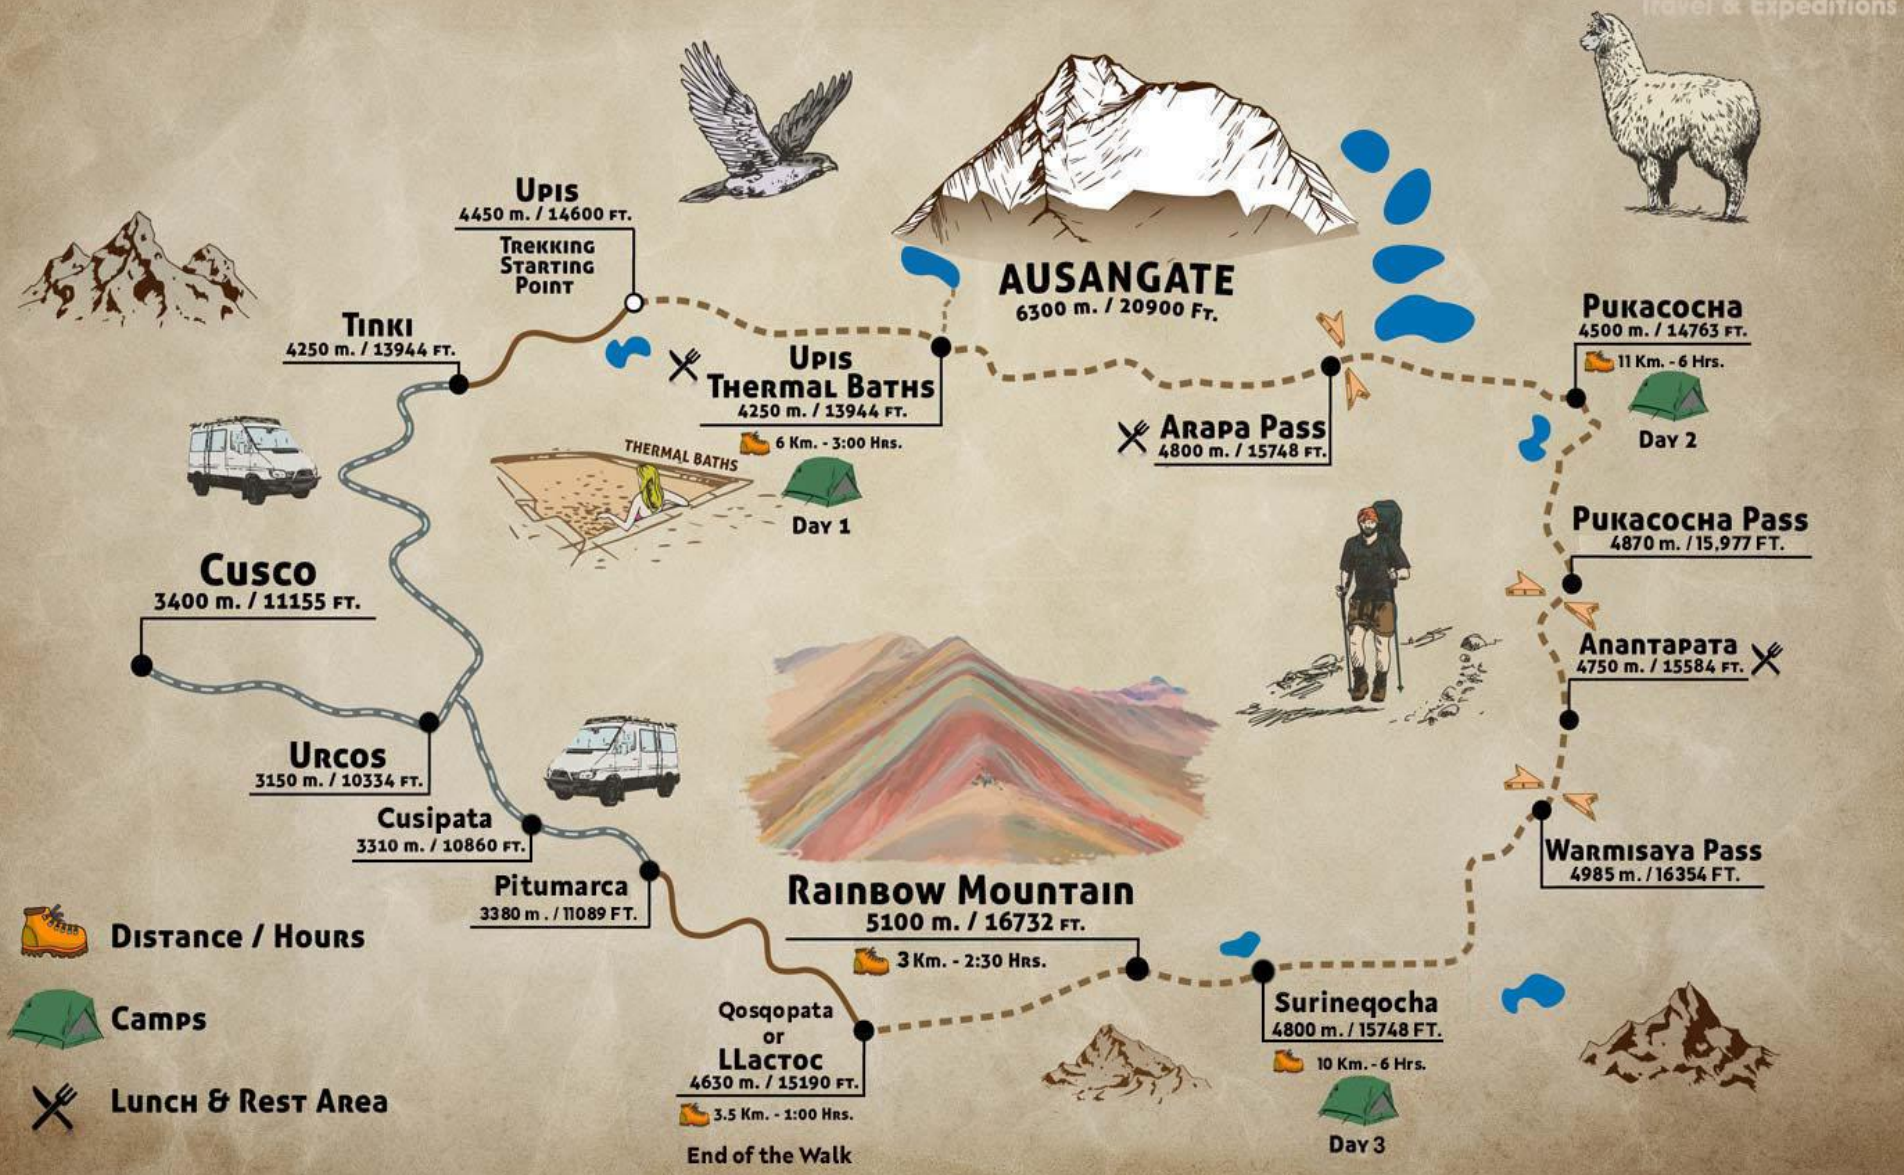 Travel & Expeditions
Upis
4450 m. / 14600 FT.
Trekking
Starting
Point
Tinki
4250 m. / 13944 FT.
AUSANGATE
6300 m. / 20900 FT.
Pukacocha
4500 m. / 14763 FT.
11 Km. - 6 Hrs.
Day 2
Upis
Thermal Baths
4250 m. / 13944 FT.
6 Km. - 3:00 Hrs.
Day 1
THERMAL BATHS
Arapa Pass
4800 m. / 15748 FT.
Pukacocha Pass
4870 m. / 15,977 FT.
Cusco
3400 m. / 11155 FT.
Anantapata
4750 m. / 15584 FT.
Urcos
3150 m. / 10334 FT.
Cusipata
3310 m. / 10860 FT.
Pitumarca
3380 m. / 11089 FT.
Warmisaya Pass
4985 m. / 16354 FT.
Rainbow Mountain
5100 m. / 16732 FT.
3 Km. - 2:30 Hrs.
Surineqocha
4800 m. / 15748 FT.
10 Km. - 6 Hrs.
Day 3
Qosqopata
or
LLactoc
4630 m. / 15190 FT.
3.5 Km. - 1:00 Hrs.
End of the Walk
Distance / Hours
Camps
Lunch & Rest Area